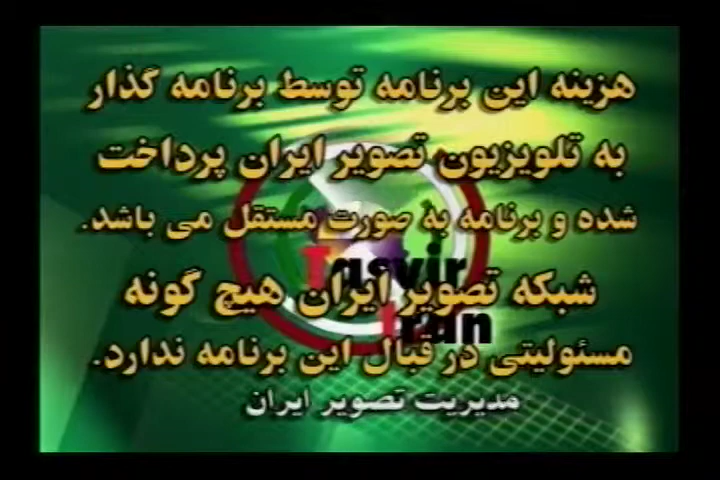 هزینه این برنامه توسط برنامه گذار
به تلویزیون تصویر ایران پرداخت
شده و برنامه به صورت مستقل می باشد.
Tasvir
شبکه تصویر ایران هیچ گونه
Iran
مسئولیتی در قبال این برنامه ندارد.
مدیریت تصویر ایران